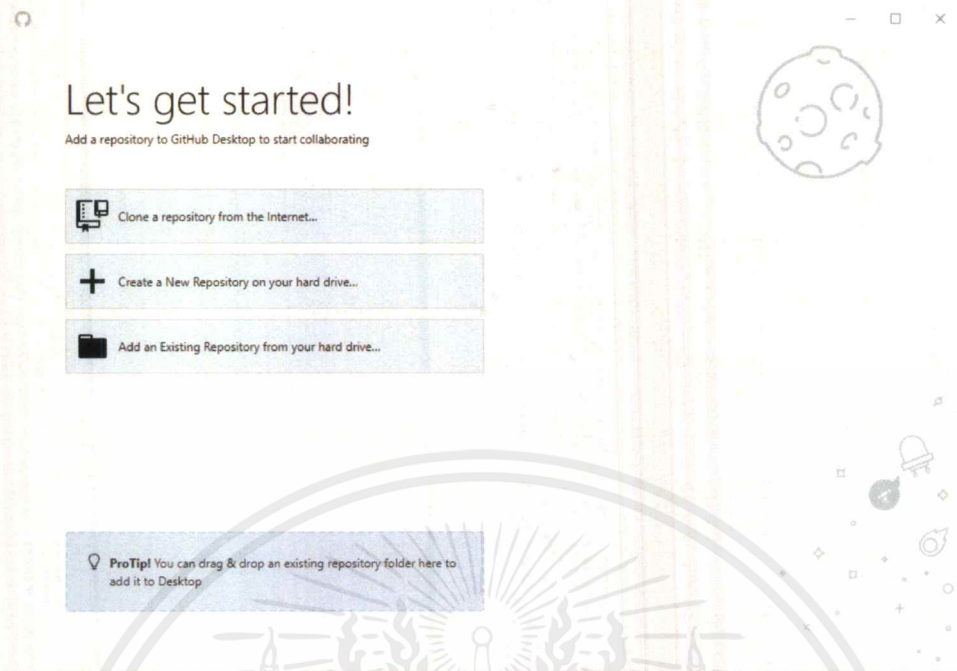 Let's get started!
Add a repository to GitHub Desktop to start collaborating
Clone a repository from the Internet...
Create a New Repository on your hard drive...
Add an Existing Repository from your hard drive...
ProTip! You can drag & drop an existing repository folder here to
add it to Desktop